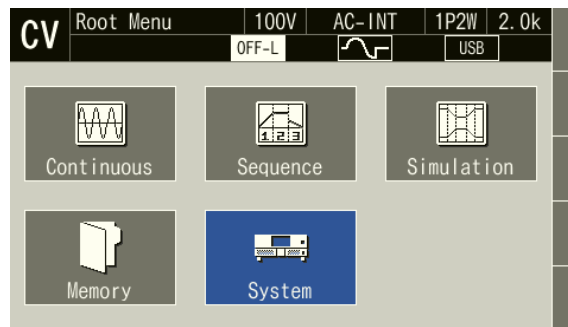 CV Root Menu 100V AC-INT 1P2W 2.0k
OFF-L USB
Continuous Sequence Simulation
1 2 3
Memory System